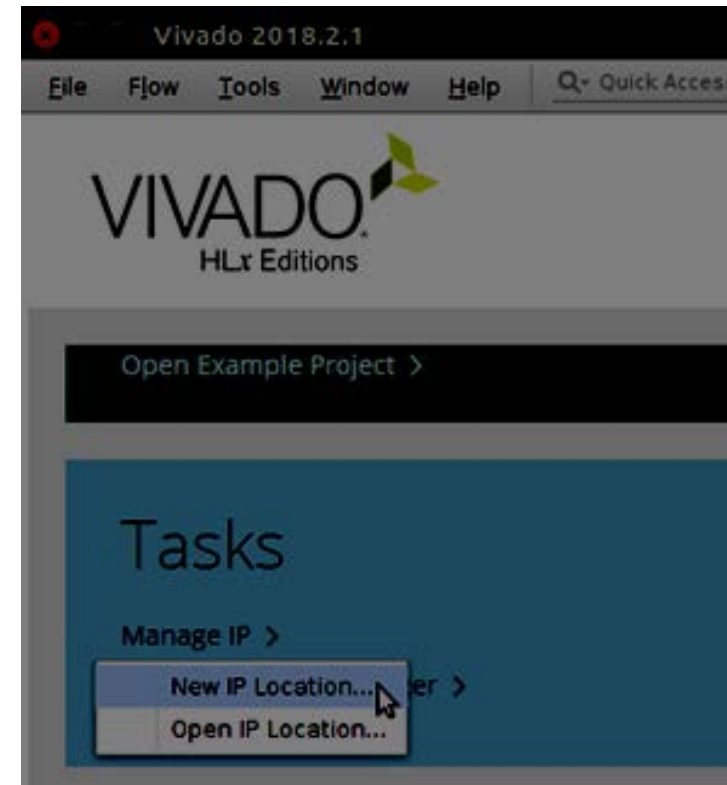 Vivado 2018.2.1
File Flow Tools Window Help Quick Acces
VIVADO.
HLx Editions
Open Example Project >
Tasks
Manage IP >
New IP Location... er >
Open IP Location...